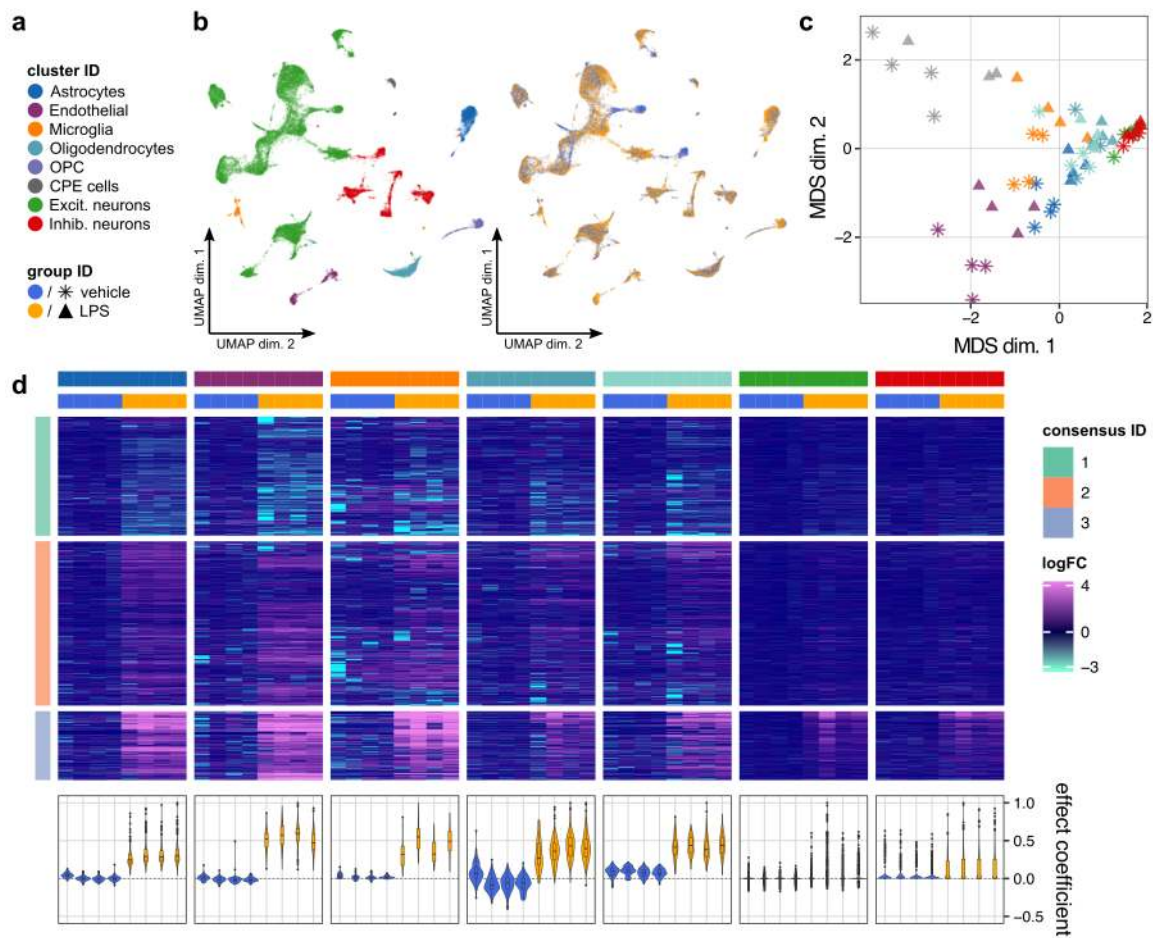 a
cluster ID
Astrocytes
Endothelial
Microglia
Oligodendrocytes
OPC
CPE cells
Excit. neurons
Inhib. neurons
group ID
/ vehicle
/ LPS
b
UMAP dim. 1
UMAP dim. 2
UMAP dim. 1
UMAP dim. 2
c
MDS dim. 2
2
0
−2
−2
0
2
MDS dim. 1
d
consensus ID
1
2
3
logFC
4
0
−3
effect coefficient
1.0
0.5
0.0
−0.5